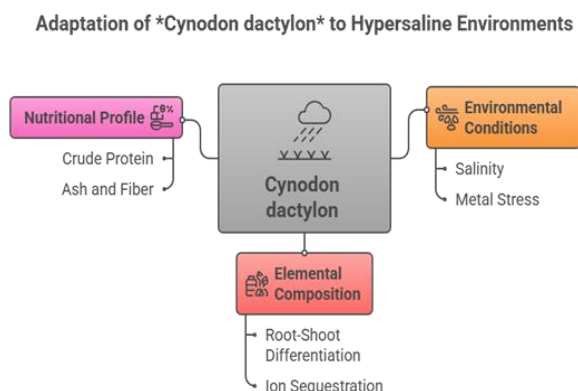 Adaptation of *Cynodon dactylon* to Hypersaline Environments
Nutritional Profile
Crude Protein
Ash and Fiber
Cynodon
dactylon
Environmental
Conditions
Salinity
Metal Stress
Elemental
Composition
Root-Shoot
Differentiation
Ion Sequestration